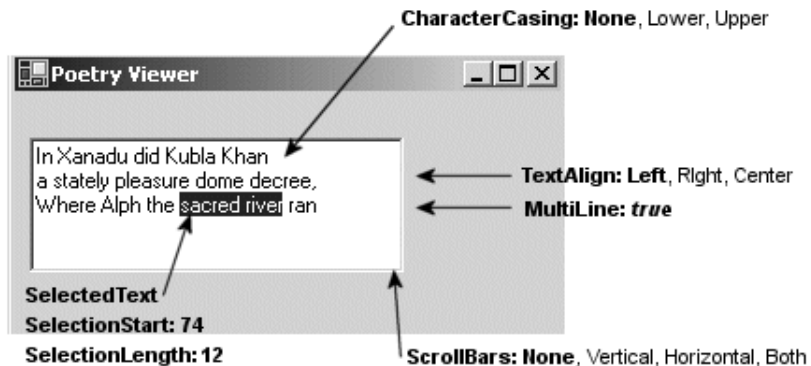 CharacterCasing: None, Lower, Upper
Poetry Viewer
In Xanadu did Kubla Khan
a stately pleasure dome decree,
Where Alph the sacred river ran
TextAlign: Left, RIght, Center
MultiLine: true
SelectedText
SelectionStart: 74
SelectionLength: 12
ScrollBars: None, Vertical, Horizontal, Both